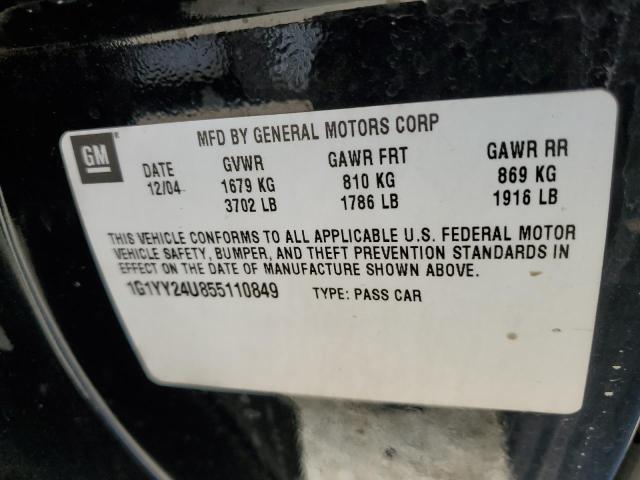 MFD BY GENERAL MOTORS CORP
GM®
DATE GVWR GAWR FRT GAWR RR
12/04 1679 KG 810 KG 869 KG
3702 LB 1786 LB 1916 LB
THIS VEHICLE CONFORMS TO ALL APPLICABLE U.S. FEDERAL MOTOR
VEHICLE SAFETY, BUMPER, AND THEFT PREVENTION STANDARDS IN
EFFECT ON THE DATE OF MANUFACTURE SHOWN ABOVE.
1G1YY24U855110849 TYPE: PASS CAR